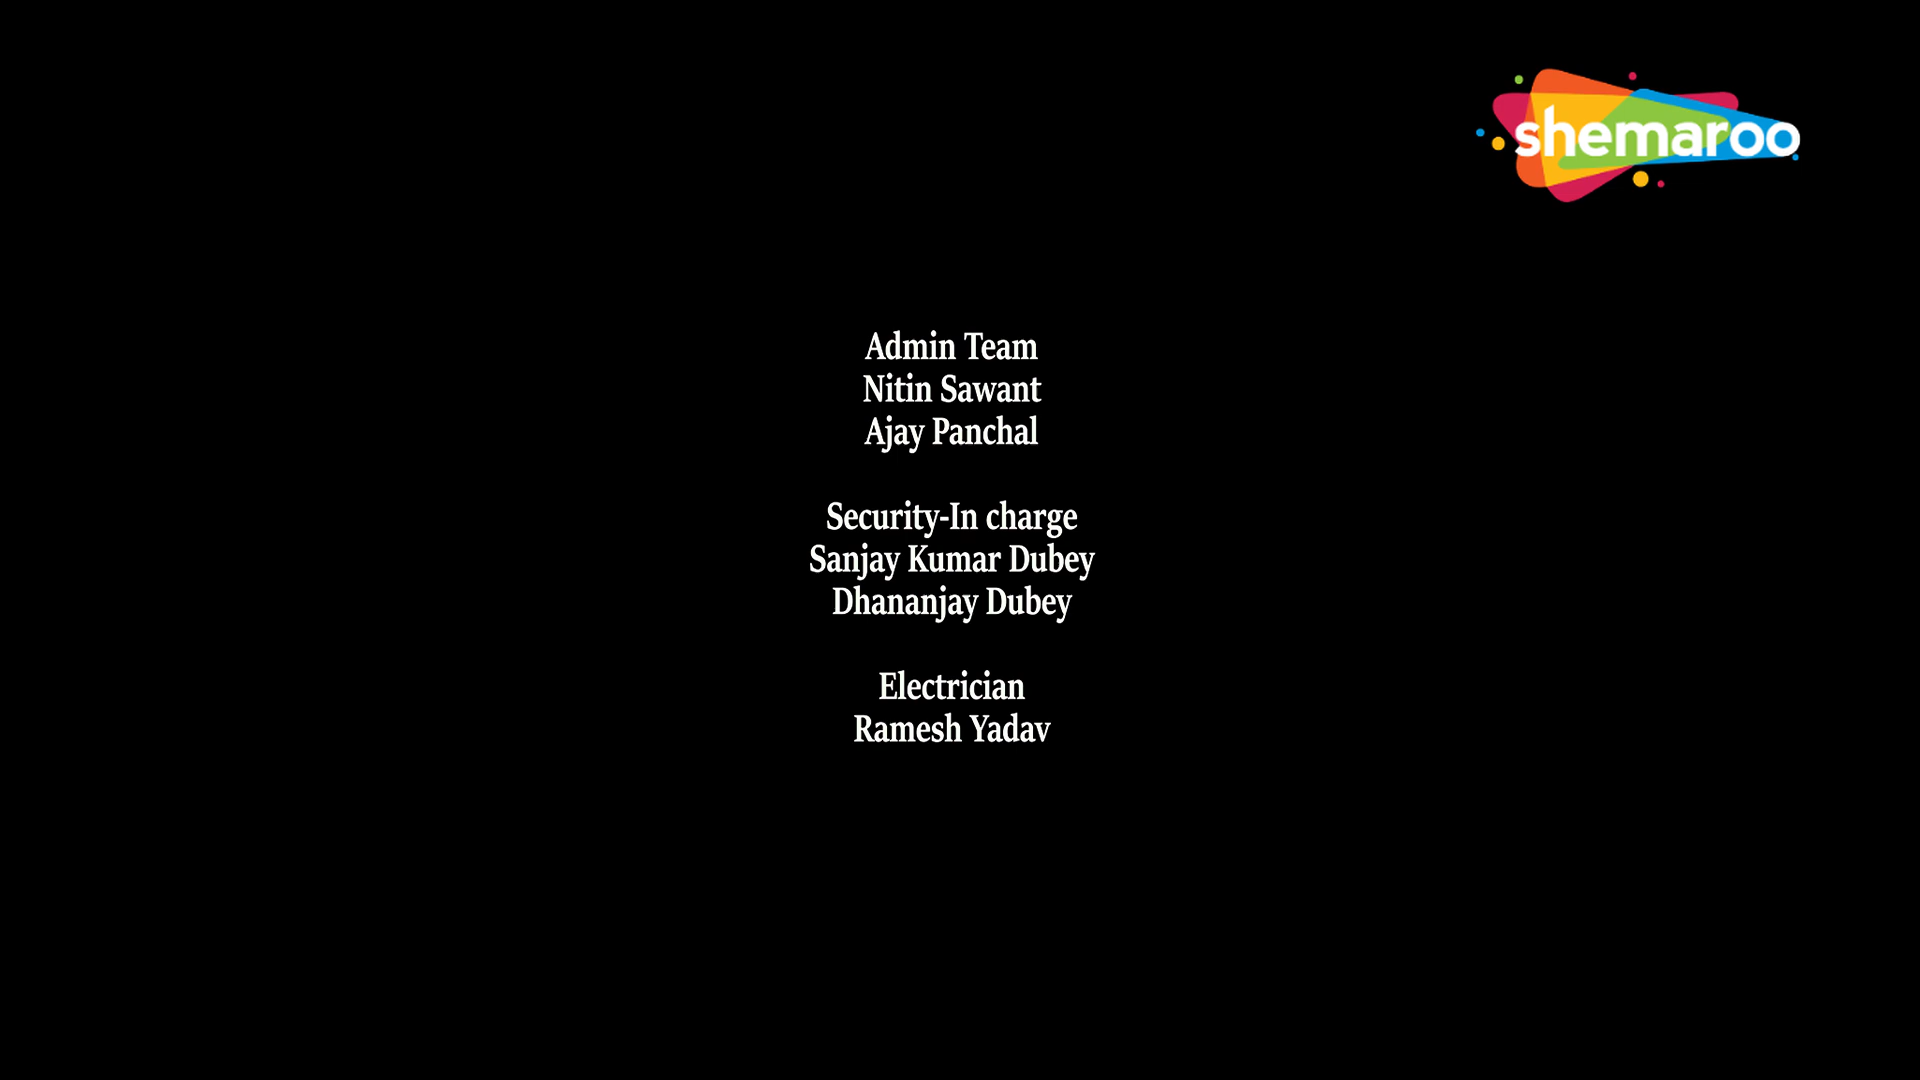 shemaroo
Admin Team
Nitin Sawant
Ajay Panchal
Security-In charge
Sanjay Kumar Dubey
Dhananjay Dubey
Electrician
Ramesh Yadav